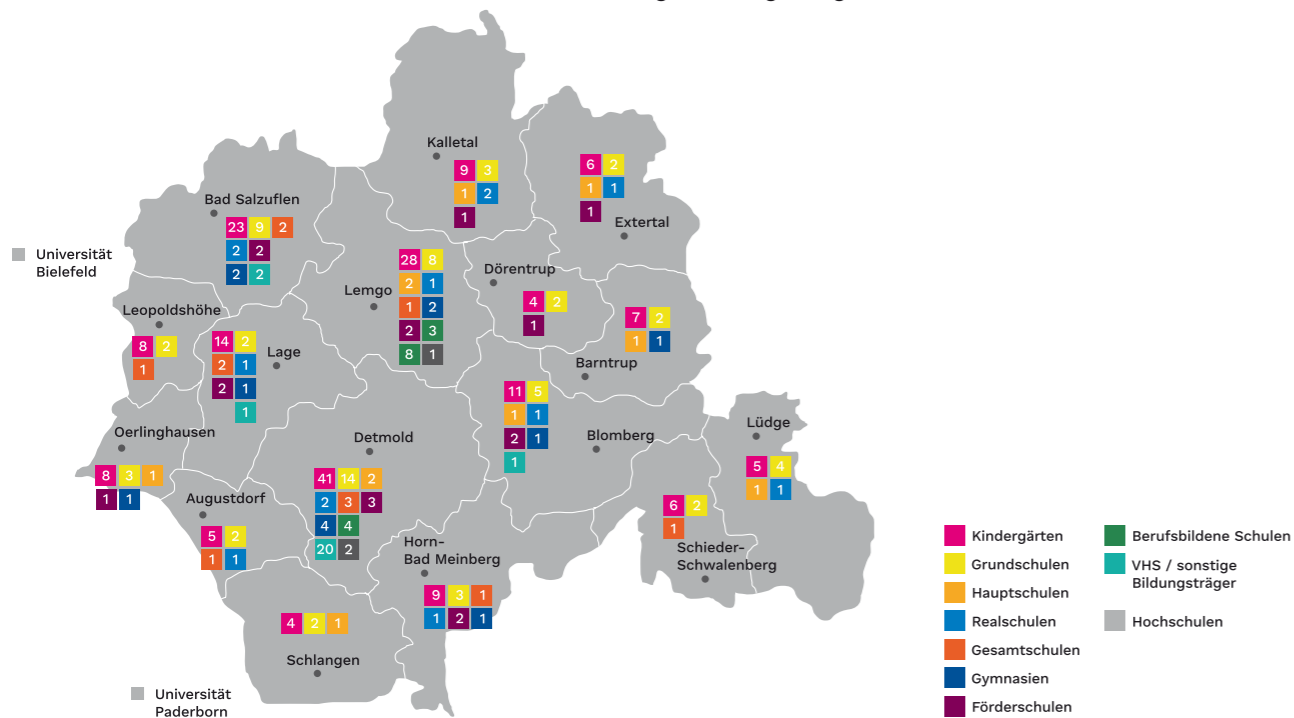 Kalletal
9 3
1 2
1
6 2
1 1
1
Extertal
Bad Salzuflen
23 9 2
2 2
2 2
Universität
Bielefeld
28 8
2 1
1 2
2 3
8 1
Lemgo
Dörentrup
4 2
1
7 2
1 1
Barntrup
Leopoldshöhe
8 2
1
14 2
2 1
2 1
1
Lage
11 5
1 1
2 1
1
Blomberg
Lüdge
5 4
1 1
Oerlinghausen
8 3 1
1 1
Detmold
41 14 2
2 3 3
4 4
20 2
Augustdorf
5 2
1 1
Horn-
Bad Meinberg
9 3 1
1 2 1
6 2
1
Schieder-
Schwalenberg
4 2 1
Schlangen
Universität
Paderborn
Kindergärten
Grundschulen
Hauptschulen
Realschulen
Gesamtschulen
Gymnasien
Förderschulen
Berufsbildene Schulen
VHS / sonstige
Bildungsträger
Hochschulen